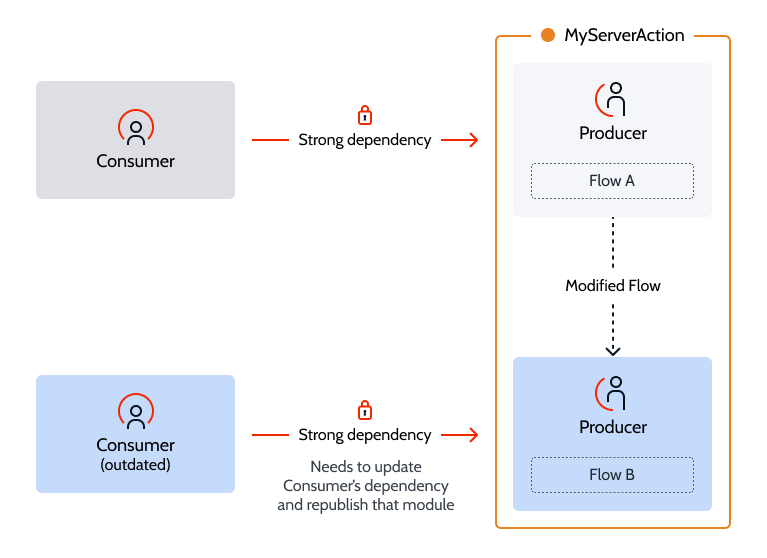 MyServerAction
Consumer
Strong dependency
Producer
Flow A
Modified Flow
Consumer
(outdated)
Strong dependency
Needs to update
Consumer's dependency
and republish that module
Producer
Flow B